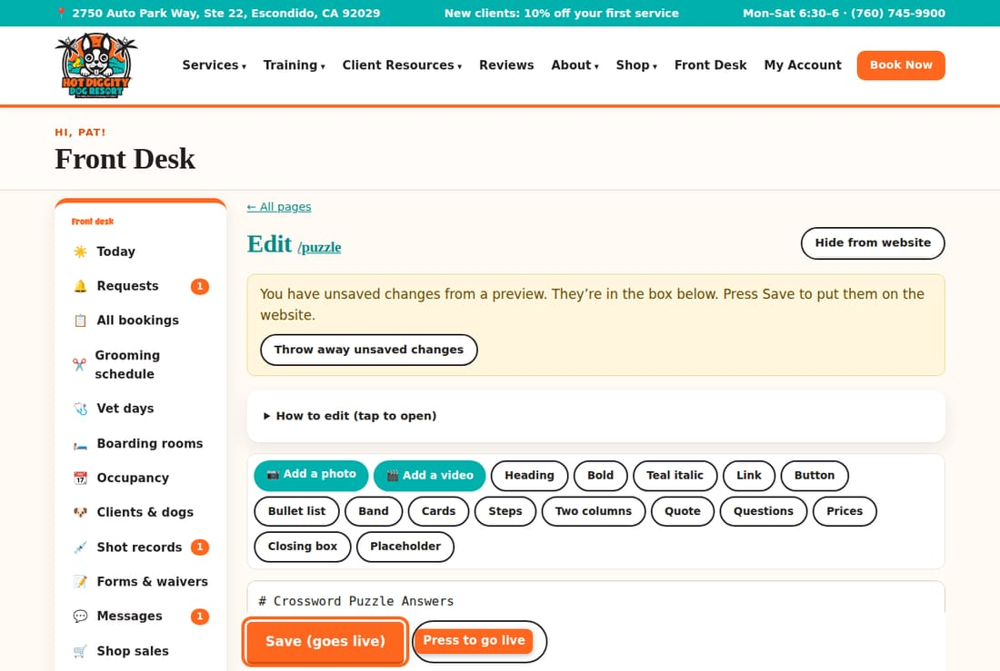 2750 Auto Park Way, Ste 22, Escondido, CA 92029
New clients: 10% off your first service
Mon–Sat 6:30–6 · (760) 745-9900
HOT DIGGITY
DOG RESORT
Services ▾
Training ▾
Client Resources ▾
Reviews
About ▾
Shop ▾
Front Desk
My Account
Book Now
HI, PAT!
Front Desk
Front desk
Today
Requests 1
All bookings
Grooming
schedule
Vet days
Boarding rooms
Occupancy
Clients & dogs
Shot records 1
Forms & waivers
Messages 1
Shop sales
← All pages
Edit /puzzle
Hide from website
You have unsaved changes from a preview. They’re in the box below. Press Save to put them on the
website.
Throw away unsaved changes
How to edit (tap to open)
Add a photo
Add a video
Heading
Bold
Teal italic
Link
Button
Bullet list
Band
Cards
Steps
Two columns
Quote
Questions
Prices
Closing box
Placeholder
# Crossword Puzzle Answers
Save (goes live)
Press to go live